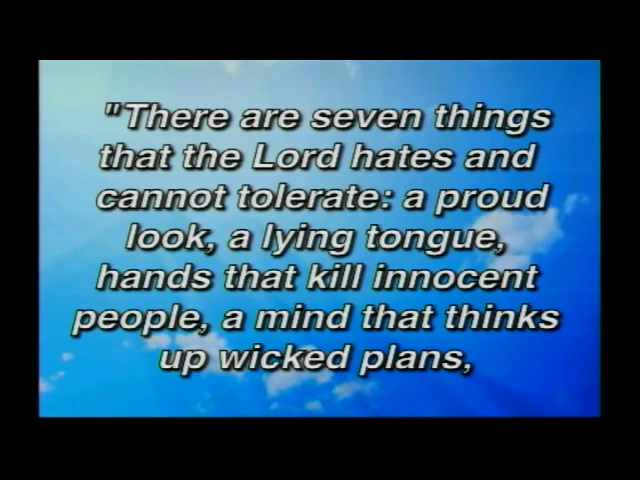 "There are seven things
that the Lord hates and
cannot tolerate: a proud
look, a lying tongue,
hands that kill innocent
people, a mind that thinks
up wicked plans,